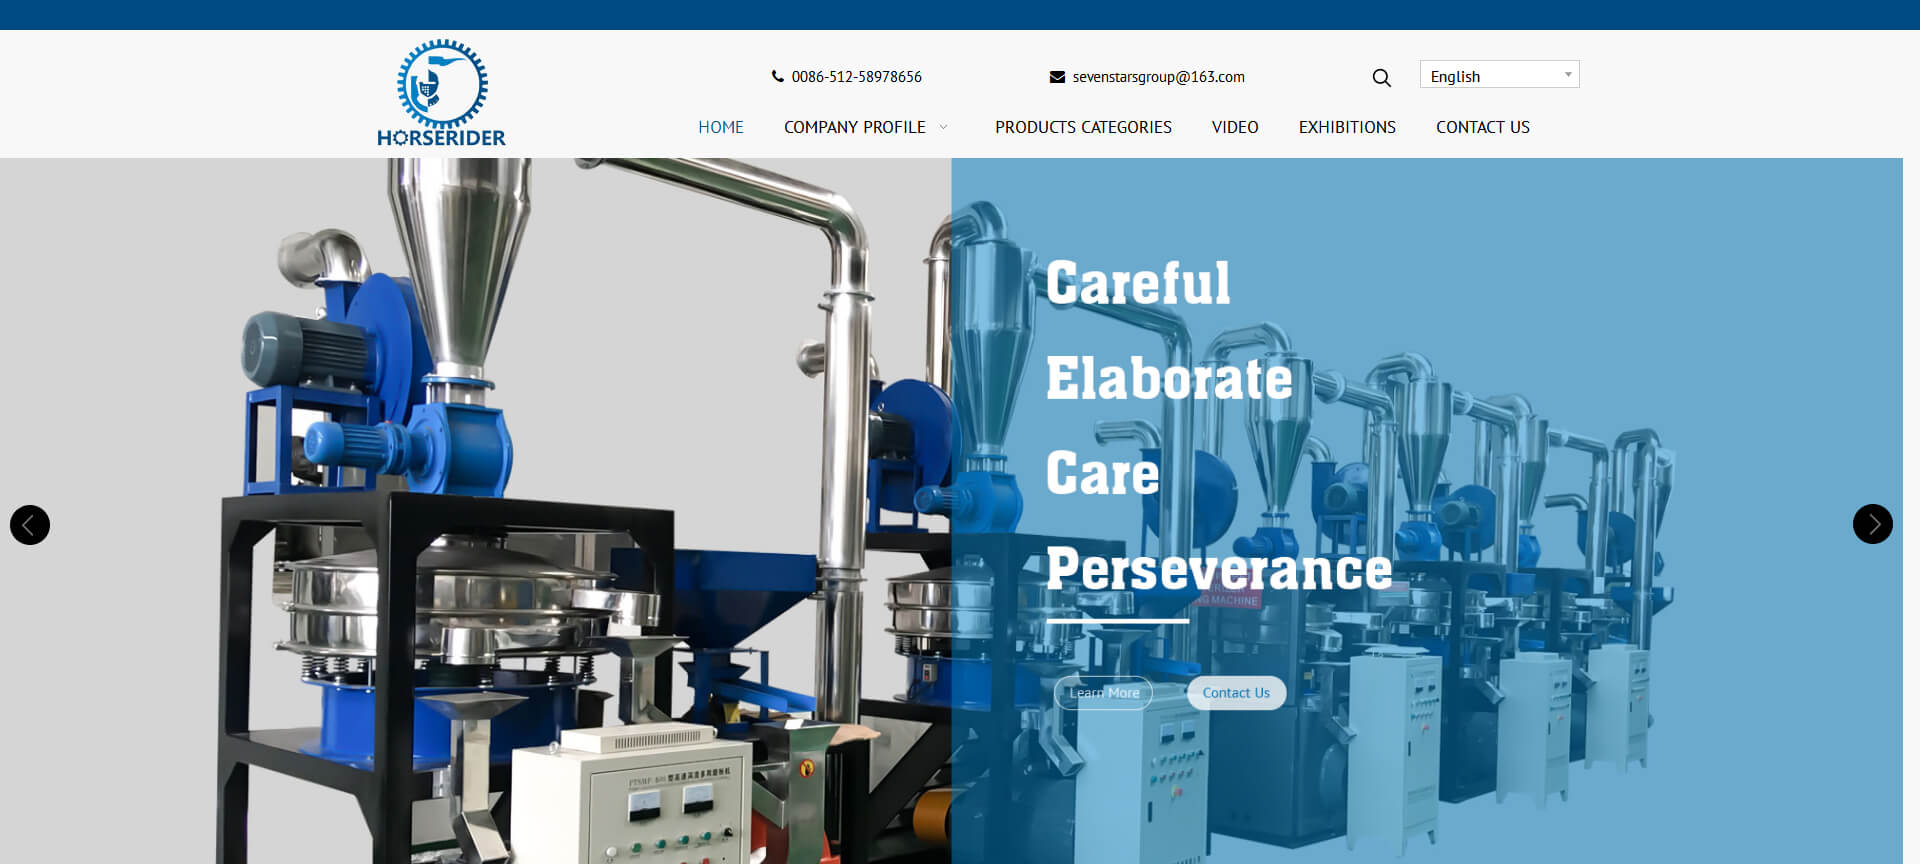 0086-512-58978656
sevenstarsgroup@163.com
English
HORSERIDER
HOME
COMPANY PROFILE
PRODUCTS CATEGORIES
VIDEO
EXHIBITIONS
CONTACT US
Careful
Elaborate
Care
Perseverance
MACHINE
Learn More
Contact Us